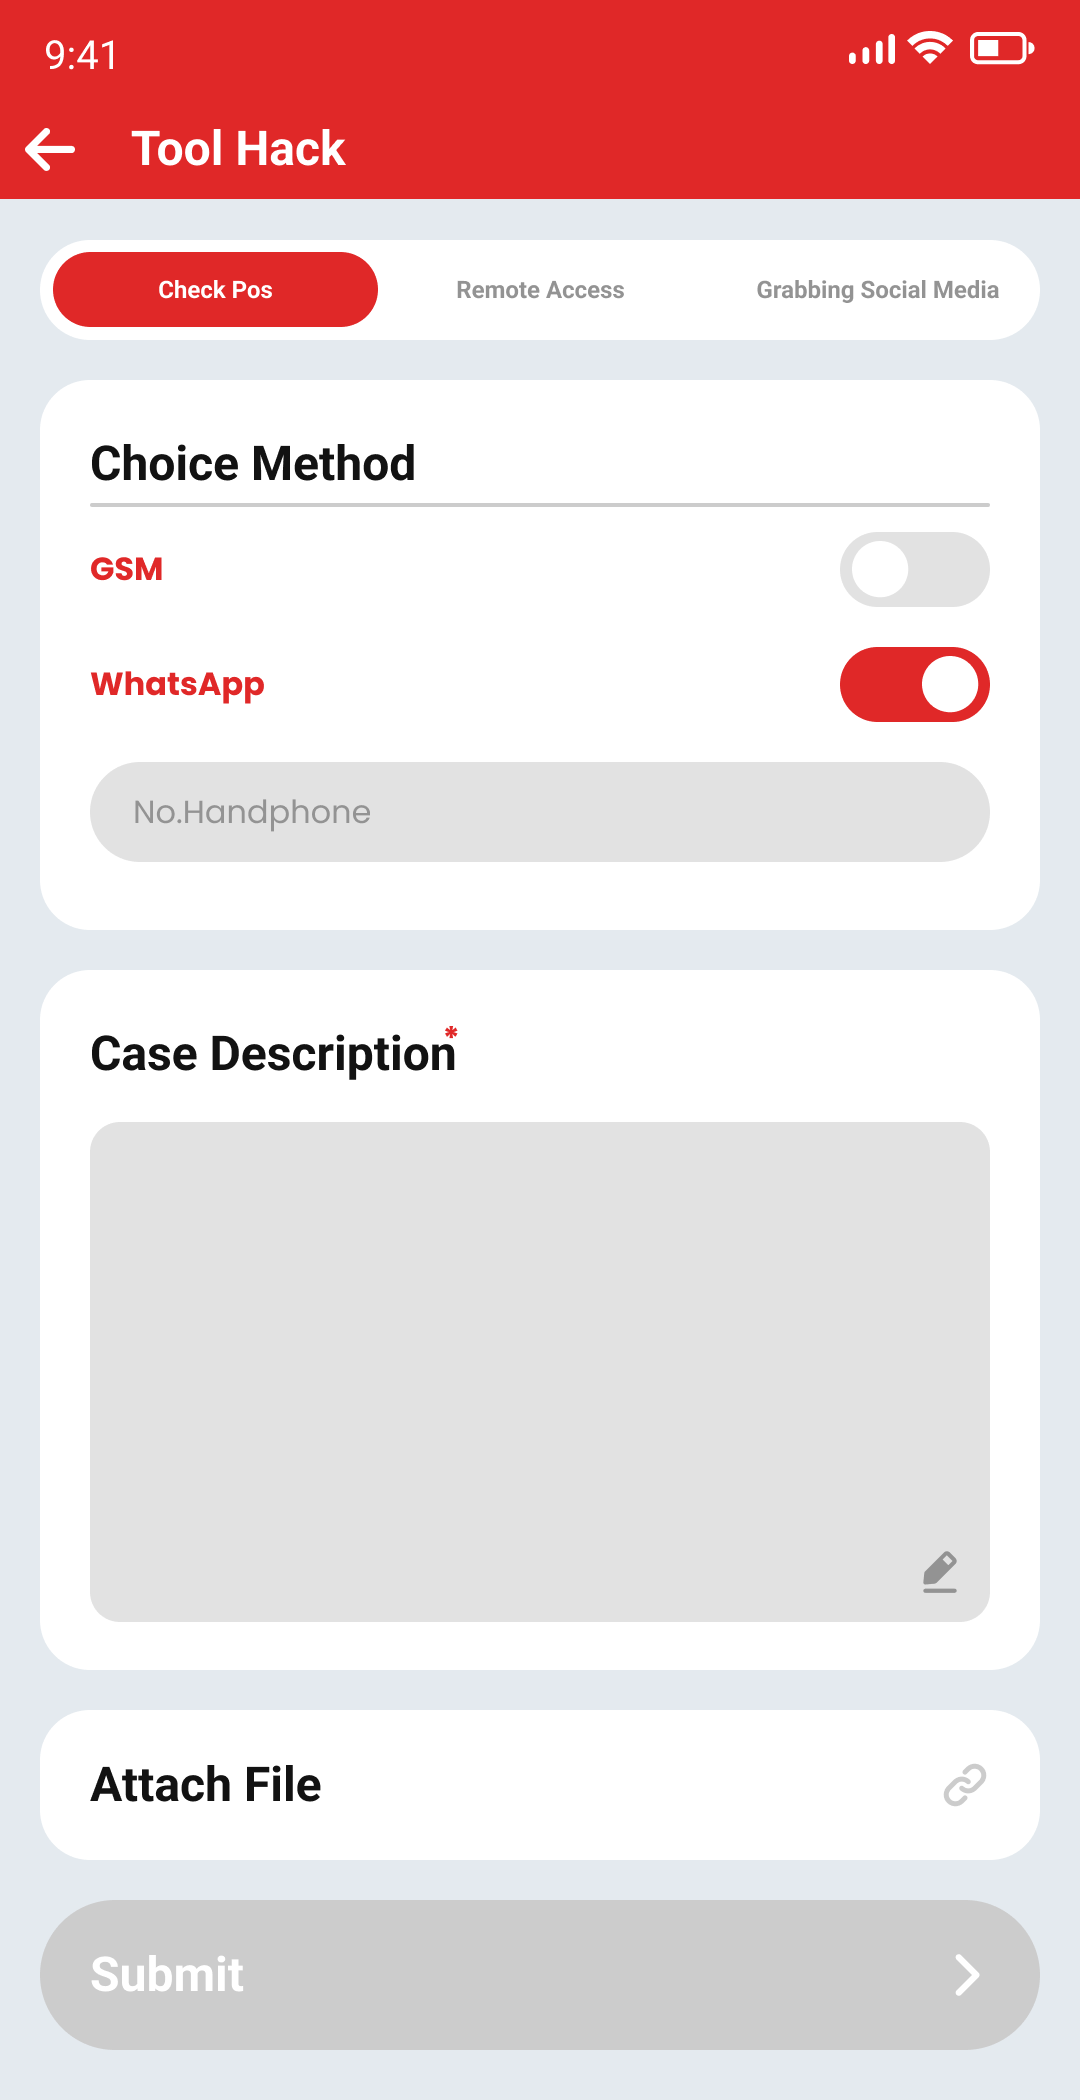 9:41
Tool Hack
Check Pos
Remote Access
Grabbing Social Media
Choice Method
GSM
WhatsApp
No.Handphone
Case Description*
Attach File
Submit